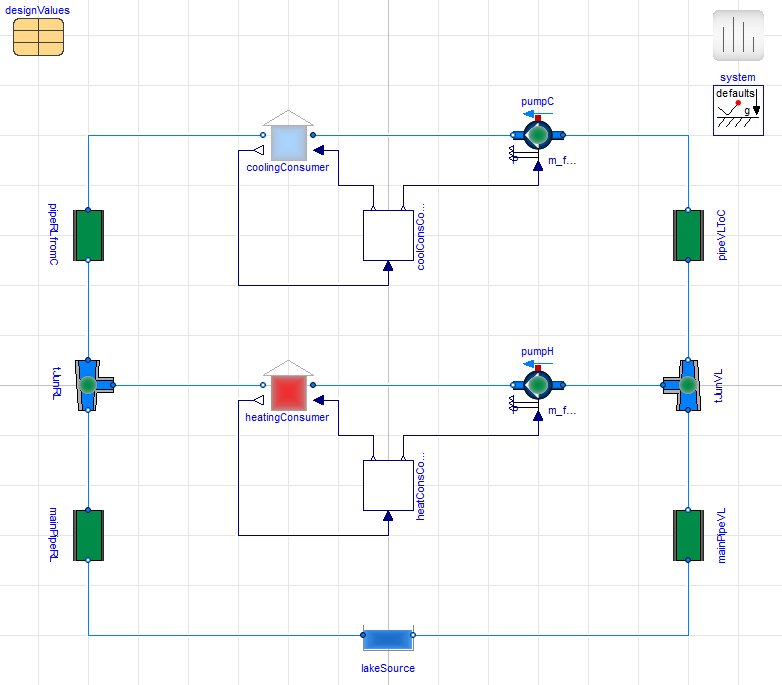 designValues
system
defaults
g
pumpC
m_f...
coolingConsumer
coolConsCo...
pipeRLfromC
pipeVLToC
pumpH
m_f...
tJunRL
tJunVL
heatingConsumer
heatConsCo...
mainPipeRL
mainPipeVL
lakeSource